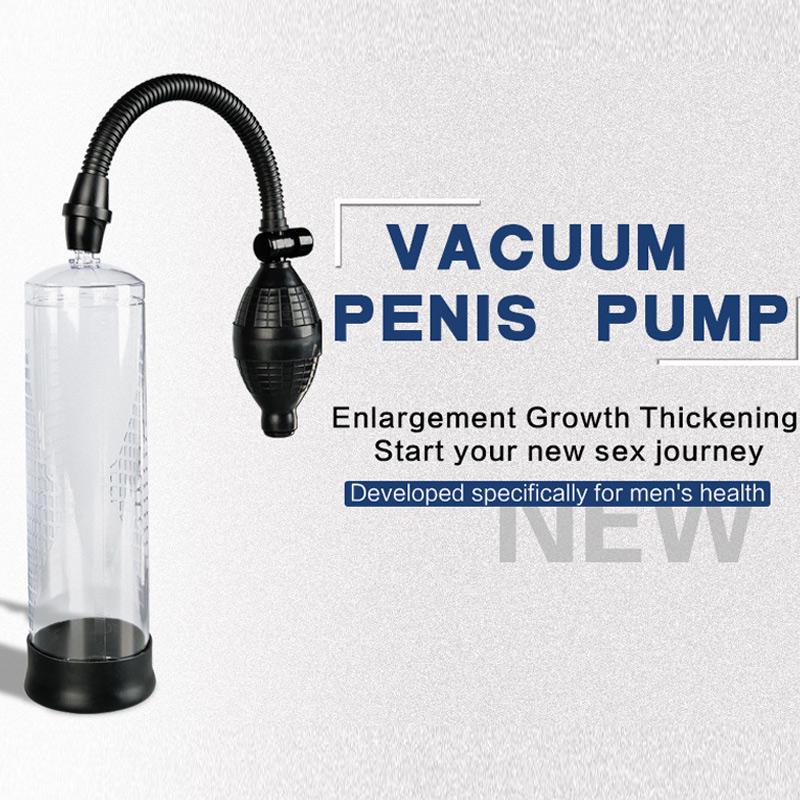 VACUUM
PENIS PUMP
Enlargement Growth Thickening
Start your new sex journey
Developed specifically for men's health
NEW